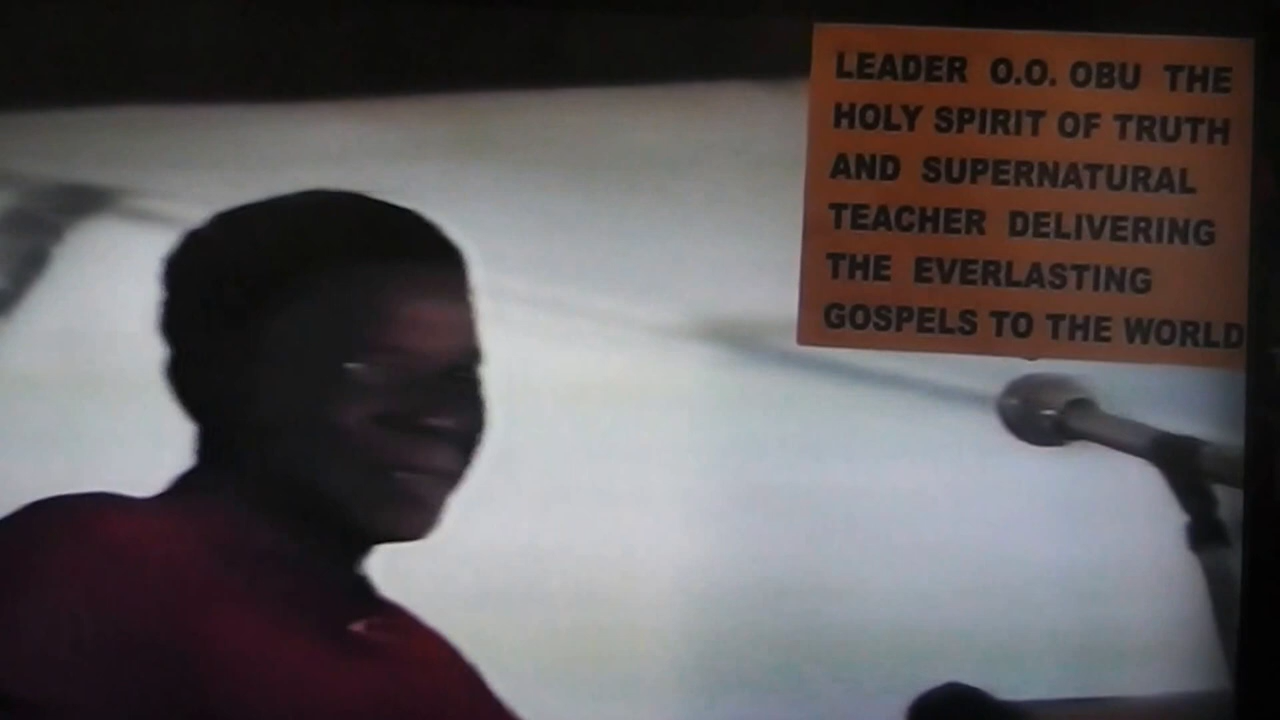 LEADER O.O. OBU THE
HOLY SPIRIT OF TRUTH
AND SUPERNATURAL
TEACHER DELIVERING
THE EVERLASTING
GOSPELS TO THE WORLD